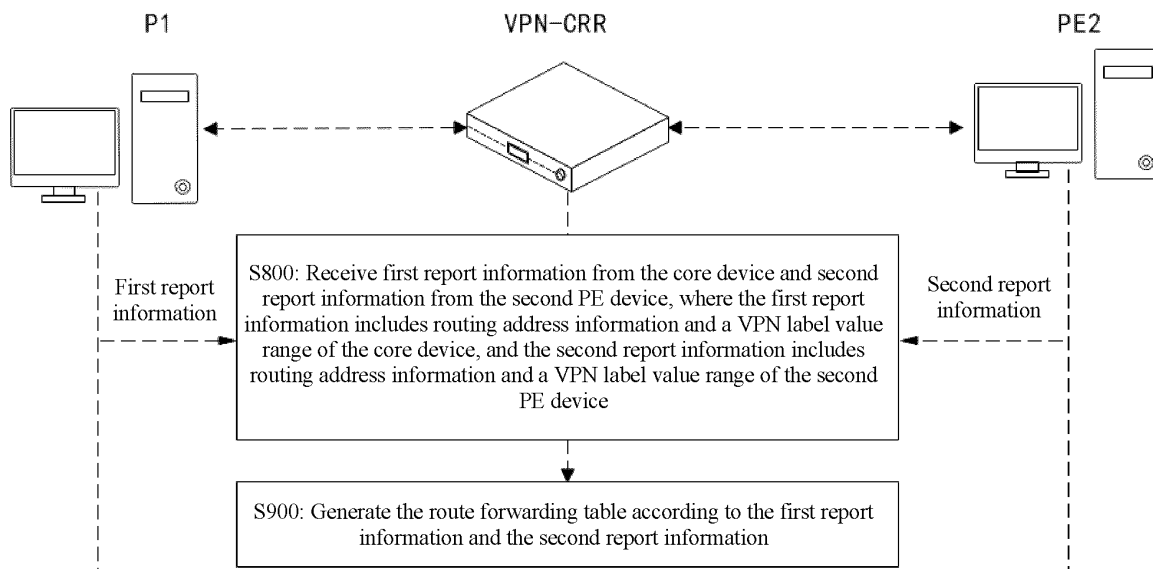 P1
VPN-CRR
PE2
First report
information
S800: Receive first report information from the core device and second
report information from the second PE device, where the first report
information includes routing address information and a VPN label value
range of the core device, and the second report information includes
routing address information and a VPN label value range of the second
PE device
Second report
information
S900: Generate the route forwarding table according to the first report
information and the second report information